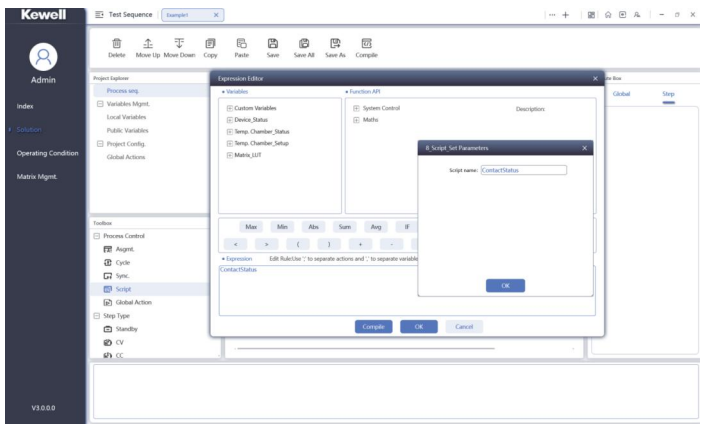 Kewell
Test Sequence
Example1
Admin
Index
Solution
Operating Condition
Matrix Mgmt.
V3.0.0.0
Delete
Move Up
Move Down
Copy
Paste
Save
Save All
Save As
Compile
Project Explorer
Process seq.
Variables Mgmt.
Local Variables
Public Variables
Project Config.
Global Actions
Toolbox
Process Control
Asgmt.
Cycle
Sync.
Script
Global Action
Step Type
Standby
CV
CC
Expression Editor
Variables
Custom Variables
Device_Status
Temp. Chamber_Status
Temp. Chamber_Setup
Matrix_LUT
Function API
System Control
Maths
Description:
Max
Min
Abs
Sum
Avg
IF
<
>
(
)
+
-
Expression
Edit Rule:Use ';' to separate actions and ',' to separate variable
ContactStatus
Compile
OK
Cancel
8_Script_Set Parameters
Script name:
ContactStatus
OK
Box
Global
Step